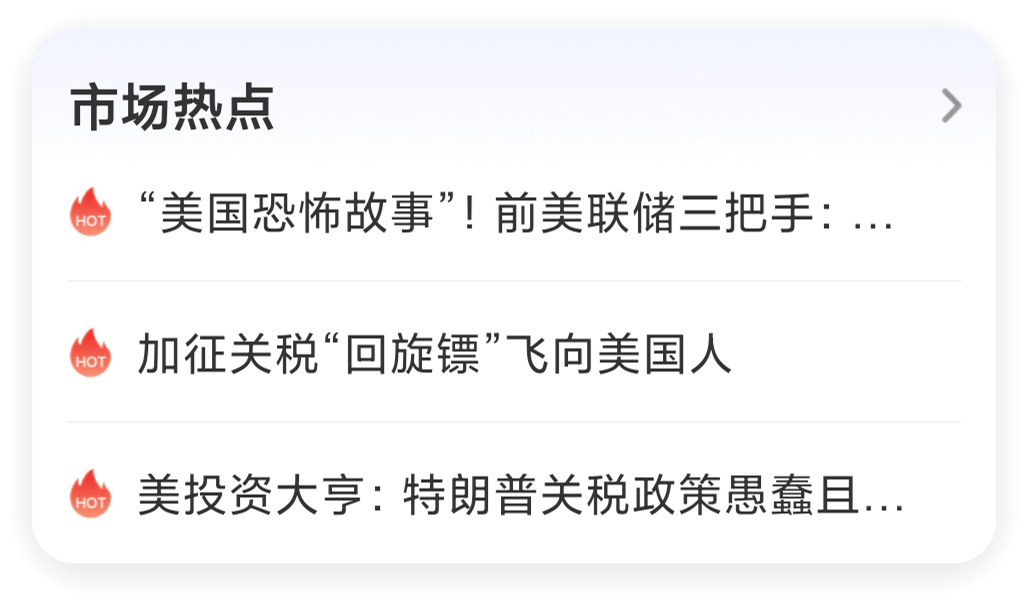 市场热点
HOT “美国恐怖故事”！前美联储三把手：...
HOT 加征关税“回旋镖”飞向美国人
HOT 美投资大亨：特朗普关税政策愚蠢且...